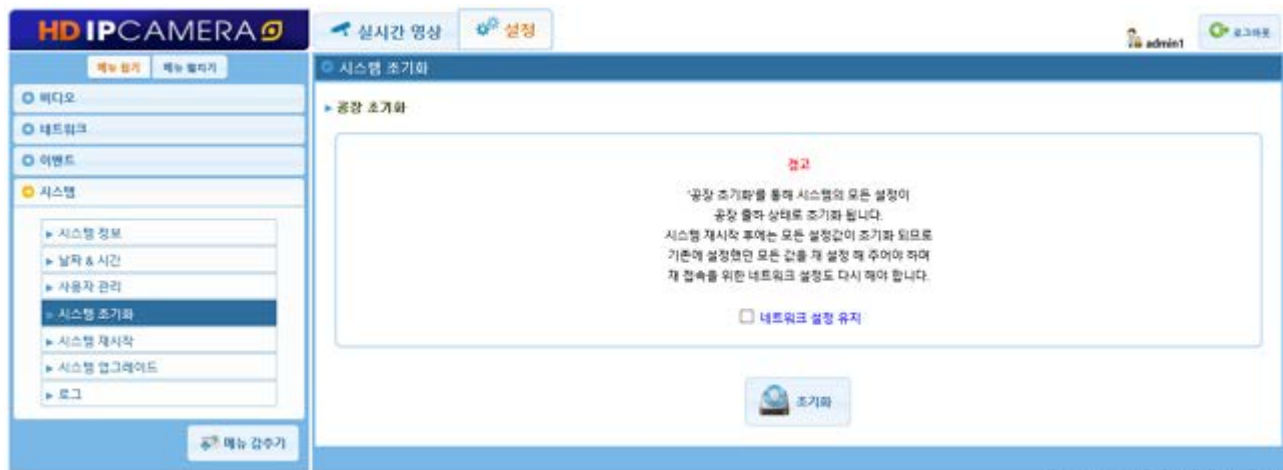 HD IPCAMERA
실시간 영상
설정
admin1
로그아웃
메뉴 접기
메뉴 펼치기
비디오
네트워크
이벤트
시스템
시스템 정보
날짜 & 시간
사용자 관리
시스템 초기화
시스템 재시작
시스템 업그레이드
로그
메뉴 감추기
시스템 초기화
공장 초기화
경고
'공장 초기화'를 통해 시스템의 모든 설정이
공장 출하 상태로 초기화 됩니다.
시스템 재시작 후에는 모든 설정값이 초기화 되므로
기존에 설정했던 모든 값을 재 설정 해 주어야 하며
재 접속을 위한 네트워크 설정도 다시 해야 합니다.
네트워크 설정 유지
초기화